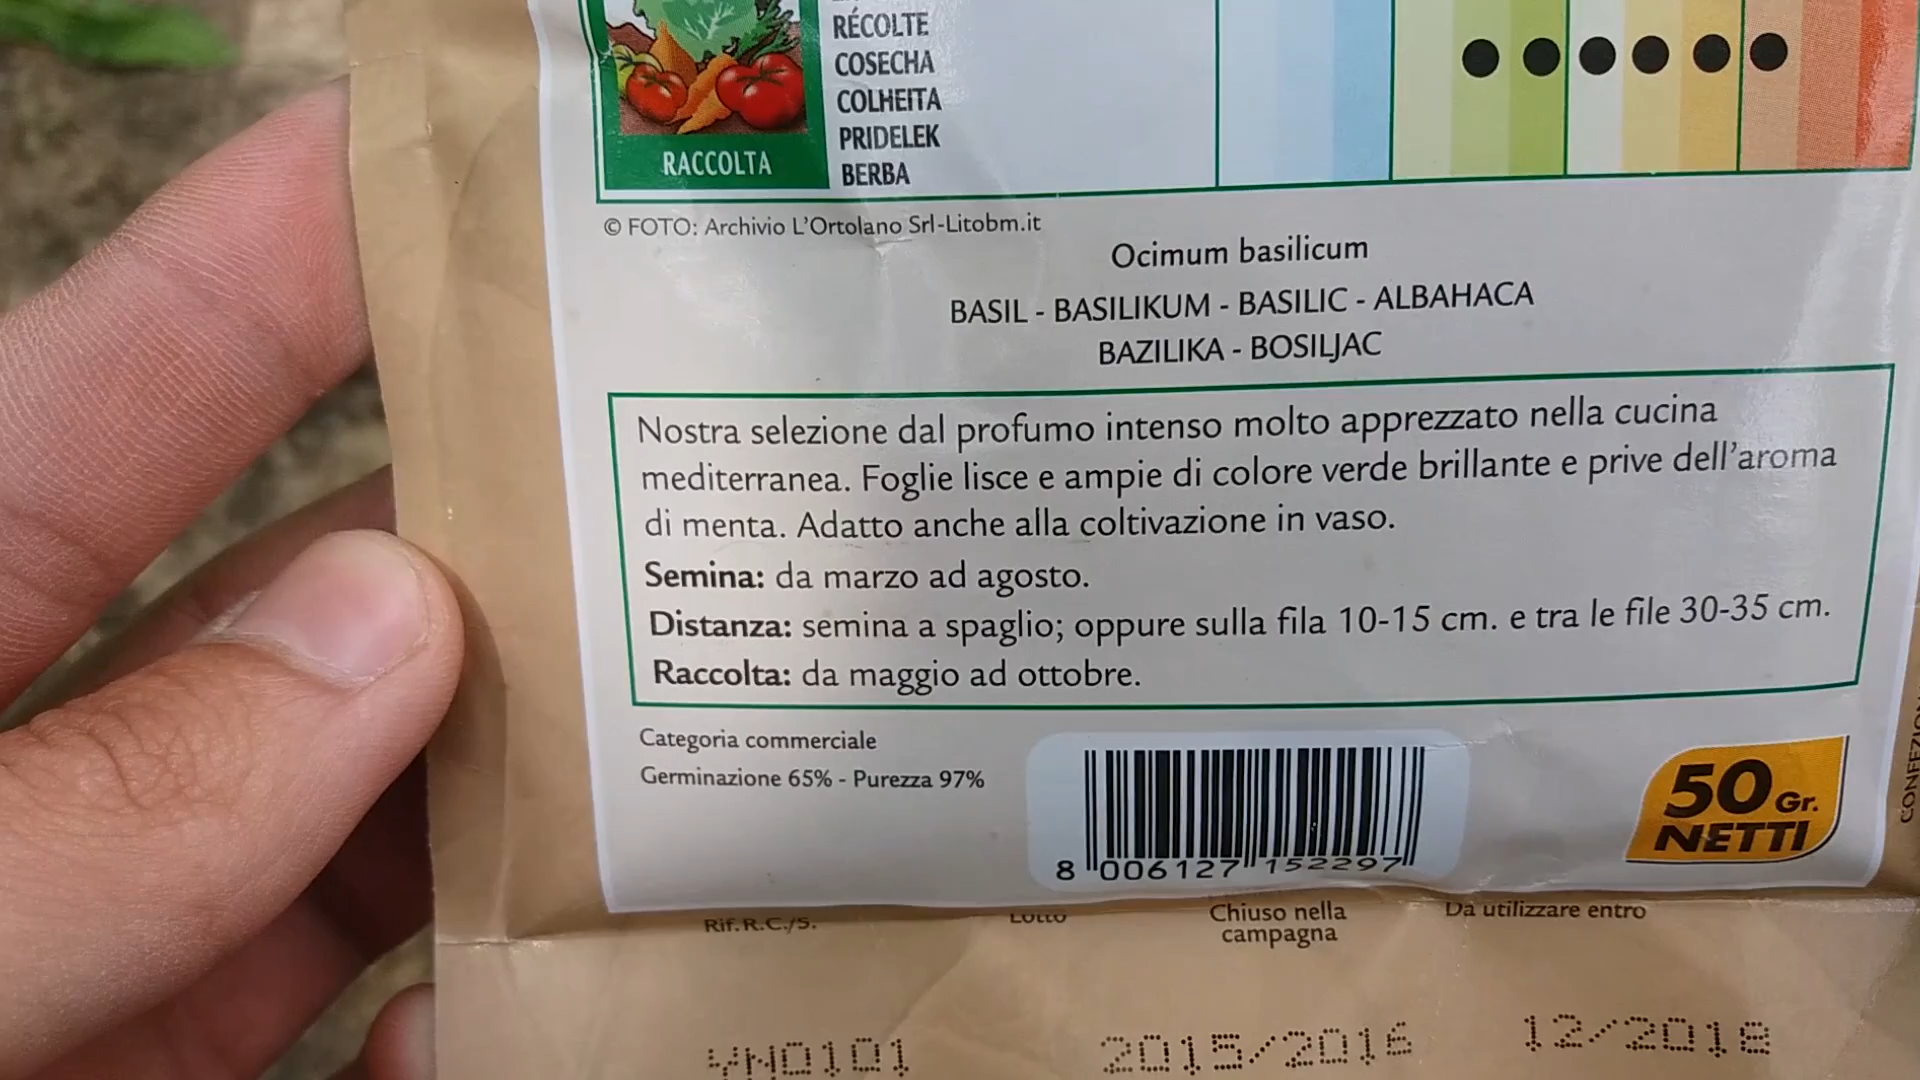 RÉCOLTE
COSECHA
COLHEITA
PRIDELEK
BERBA
RACCOLTA
© FOTO: Archivio L'Ortolano Srl-Litobm.it
Ocimum basilicum
BASIL - BASILIKUM - BASILIC - ALBAHACA
BAZILIKA - BOSILJAC
Nostra selezione dal profumo intenso molto apprezzato nella cucina
mediterranea. Foglie lisce e ampie di colore verde brillante e prive dell'aroma
di menta. Adatto anche alla coltivazione in vaso.
Semina: da marzo ad agosto.
Distanza: semina a spaglio; oppure sulla fila 10-15 cm. e tra le file 30-35 cm.
Raccolta: da maggio ad ottobre.
Categoria commerciale
Germinazione 65% - Purezza 97%
8 006127 152297
50 Gr.
NETTI
Rif. R.C./S.
Lotto
Chiuso nella
campagna
Da utilizzare entro
2015/2016
12/2018